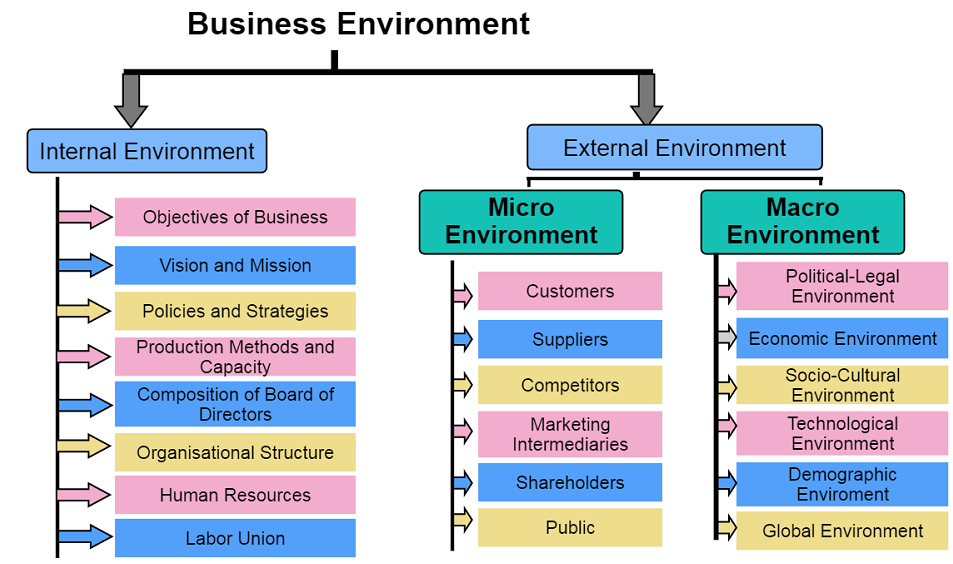 Business Environment
Internal Environment
Objectives of Business
Vision and Mission
Policies and Strategies
Production Methods and
Capacity
Composition of Board of
Directors
Organisational Structure
Human Resources
Labor Union
External Environment
Micro
Environment
Customers
Suppliers
Competitors
Marketing
Intermediaries
Shareholders
Public
Macro
Environment
Political-Legal
Environment
Economic Environment
Socio-Cultural
Environment
Technological
Environment
Demographic
Enviroment
Global Environment